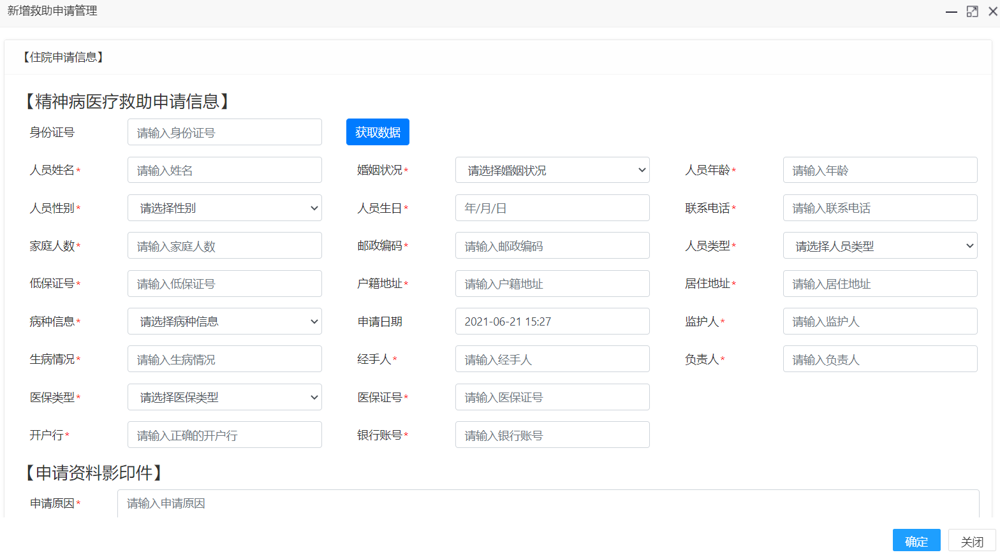 新增救助申请管理
【住院申请信息】
【精神病医疗救助申请信息】
身份证号 请输入身份证号 获取数据
人员姓名* 请输入姓名 婚姻状况* 请选择婚姻状况 人员年龄* 请输入年龄
人员性别* 请选择性别 人员生日* 年/月/日 联系电话* 请输入联系电话
家庭人数* 请输入家庭人数 邮政编码* 请输入邮政编码 人员类型* 请选择人员类型
低保证号* 请输入低保证号 户籍地址* 请输入户籍地址 居住地址* 请输入居住地址
病种信息* 请选择病种信息 申请日期 2021-06-21 15:27 监护人* 请输入监护人
生病情况* 请输入生病情况 经手人* 请输入经手人 负责人* 请输入负责人
医保类型* 请选择医保类型 医保证号* 请输入医保证号
开户行* 请输入正确的开户行 银行账号* 请输入银行账号
【申请资料影印件】
申请原因* 请输入申请原因
确定 关闭